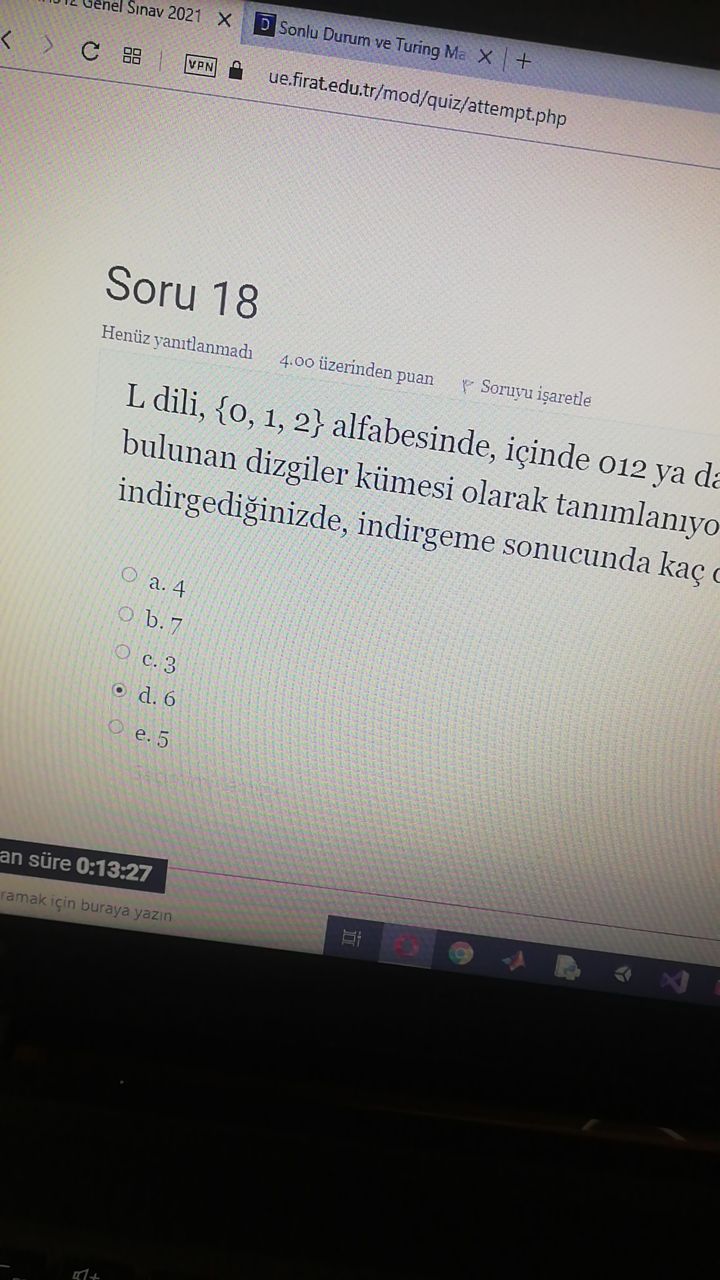 Genel Sınav 2021
Sonlu Durum ve Turing Ma
VPN
ue.firat.edu.tr/mod/quiz/attempt.php
Soru 18
Henüz yanıtlanmadı 4.00 üzerinden puan Soruyu işaretle
L dili, {0, 1, 2} alfabesinde, içinde 012 ya da
bulunan dizgiler kümesi olarak tanımlanıyo
indirgediğinizde, indirgeme sonucunda kaç
a. 4
b. 7
c. 3
d. 6
e. 5
an süre 0:13:27
ramak için buraya yazın